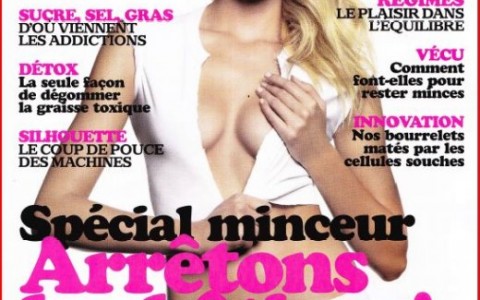 SUCRE, SEL, GRAS
D'OÙ VIENNENT
LES ADDICTIONS
DÉTOX
La seule façon
de dégommer
la graisse toxique
SILHOUETTE
LE COUP DE POUCE
DES MACHINES
RÉGIMES
LE PLAISIR DANS
L'EQUILIBRE
VÉCU
Comment
font-elles pour
rester minces
INNOVATION
Nos bourrelets
matés par les
cellules souches
Spécial minceur
Arrêtons